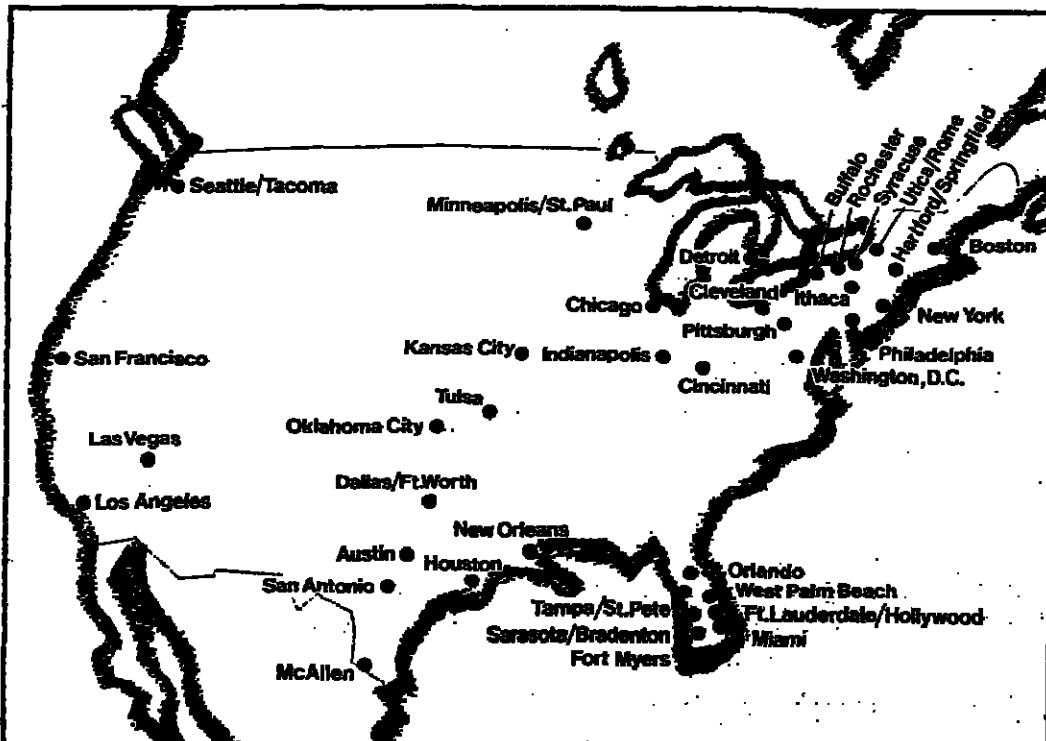 Buffalo
Rochester
Syracuse
Utica/Rome
Hertford/Springfield
Seattle/Tacoma
Minneapolis/St.Paul
Detroit
Boston
Cleveland
Ithaca
Chicago
New York
Pittsburgh
Kansas City
Indianapolis
Philadelphia
San Francisco
Cincinnati
Washington, D.C.
Tulsa
Oklahoma City
Las Vegas
Dallas/Ft.Worth
Los Angeles
New Orleans
Austin
Houston
San Antonio
Orlando
West Palm Beach
Tampa/St.Pete
Ft.Lauderdale/Hollywood
Sarasota/Bradenton
Miami
Fort Myers
McAllen